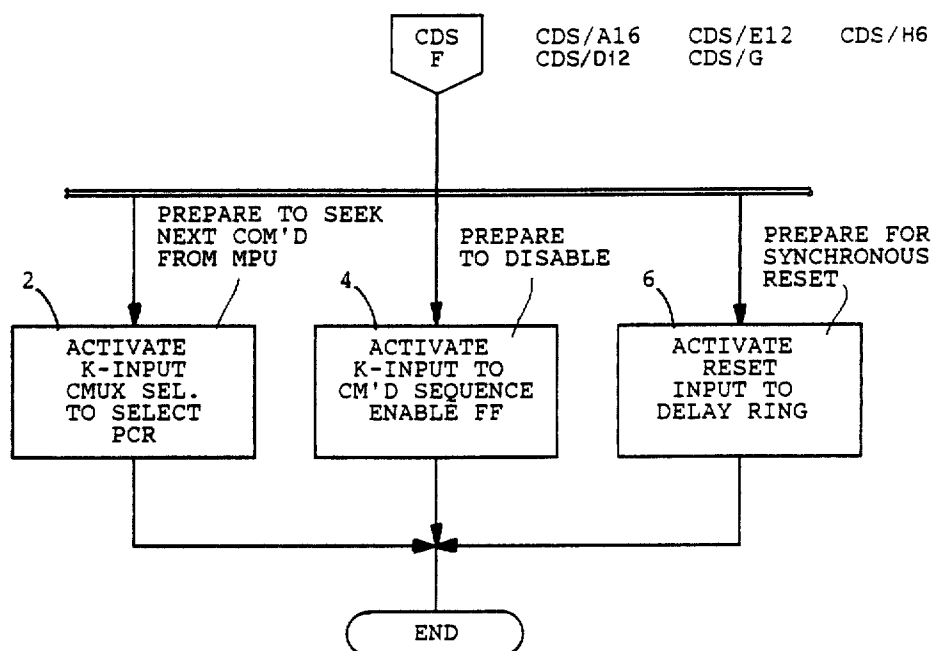 CDS
F
CDS/A16 CDS/E12 CDS/H6
CDS/D12 CDS/G
PREPARE TO SEEK
NEXT COM'D
FROM MPU
PREPARE
TO DISABLE
PREPARE FOR
SYNCHRONOUS
RESET
2
ACTIVATE
K-INPUT
CMUX SEL.
TO SELECT
PCR
4
ACTIVATE
K-INPUT TO
CM'D SEQUENCE
ENABLE FF
6
ACTIVATE
RESET
INPUT TO
DELAY RING
END